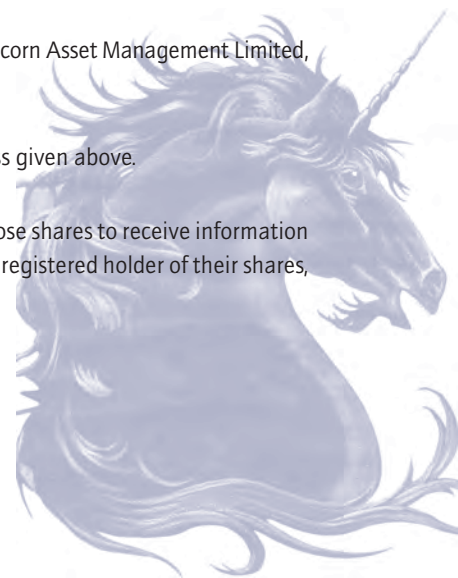 corn Asset Management Limited,
s given above.
ose shares to receive information
registered holder of their shares,